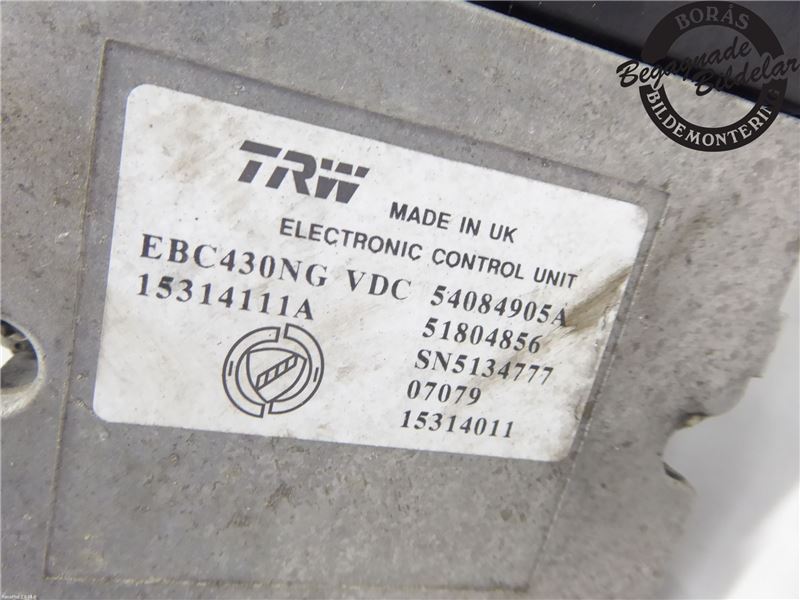 BORÅS
Begagnade
Bildelar
BILDEMONTERING
TRW
MADE IN UK
ELECTRONIC CONTROL UNIT
EBC430NG VDC
15314111A
54084905A
51804856
SN5134777
07079
15314011